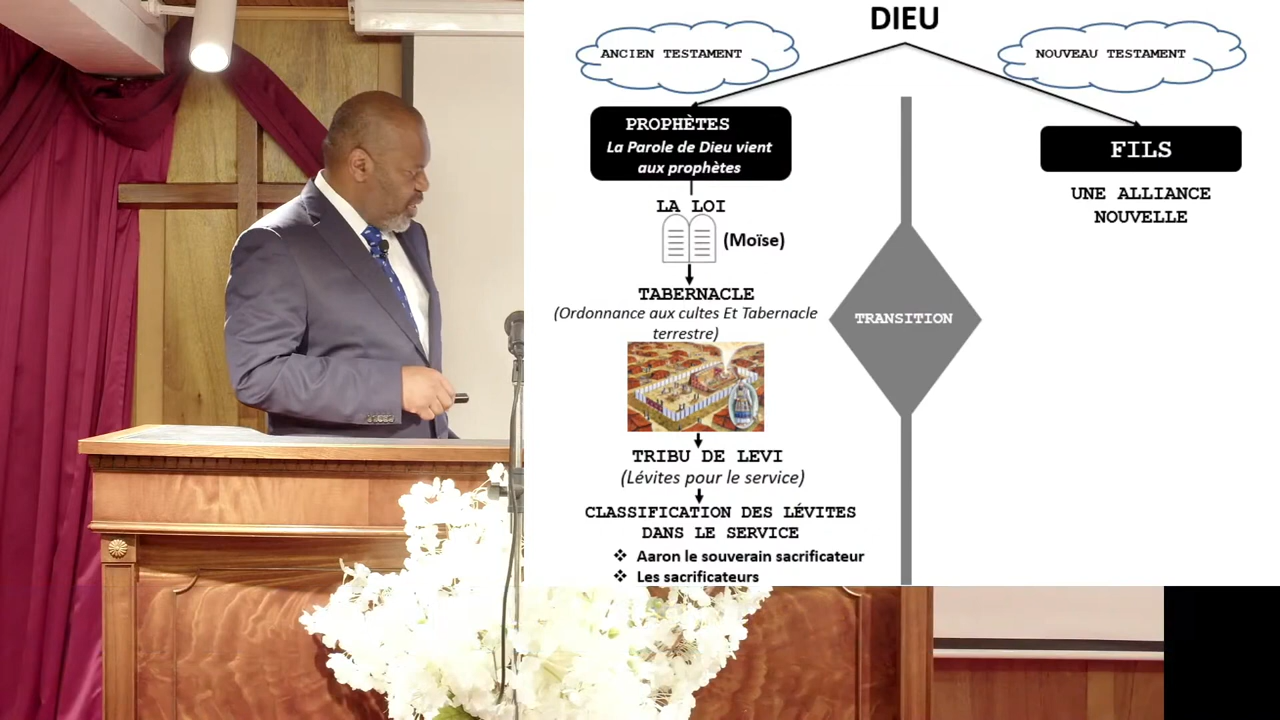 DIEU
ANCIEN TESTAMENT
NOUVEAU TESTAMENT
PROPHÈTES
La Parole de Dieu vient
aux prophètes
FILS
UNE ALLIANCE
NOUVELLE
LA LOI
(Moïse)
TABERNACLE
(Ordonnance aux cultes Et Tabernacle
terrestre)
TRANSITION
TRIBU DE LEVI
(Lévites pour le service)
CLASSIFICATION DES LÉVITES
DANS LE SERVICE
❖ Aaron le souverain sacrificateur
❖ Les sacrificateurs